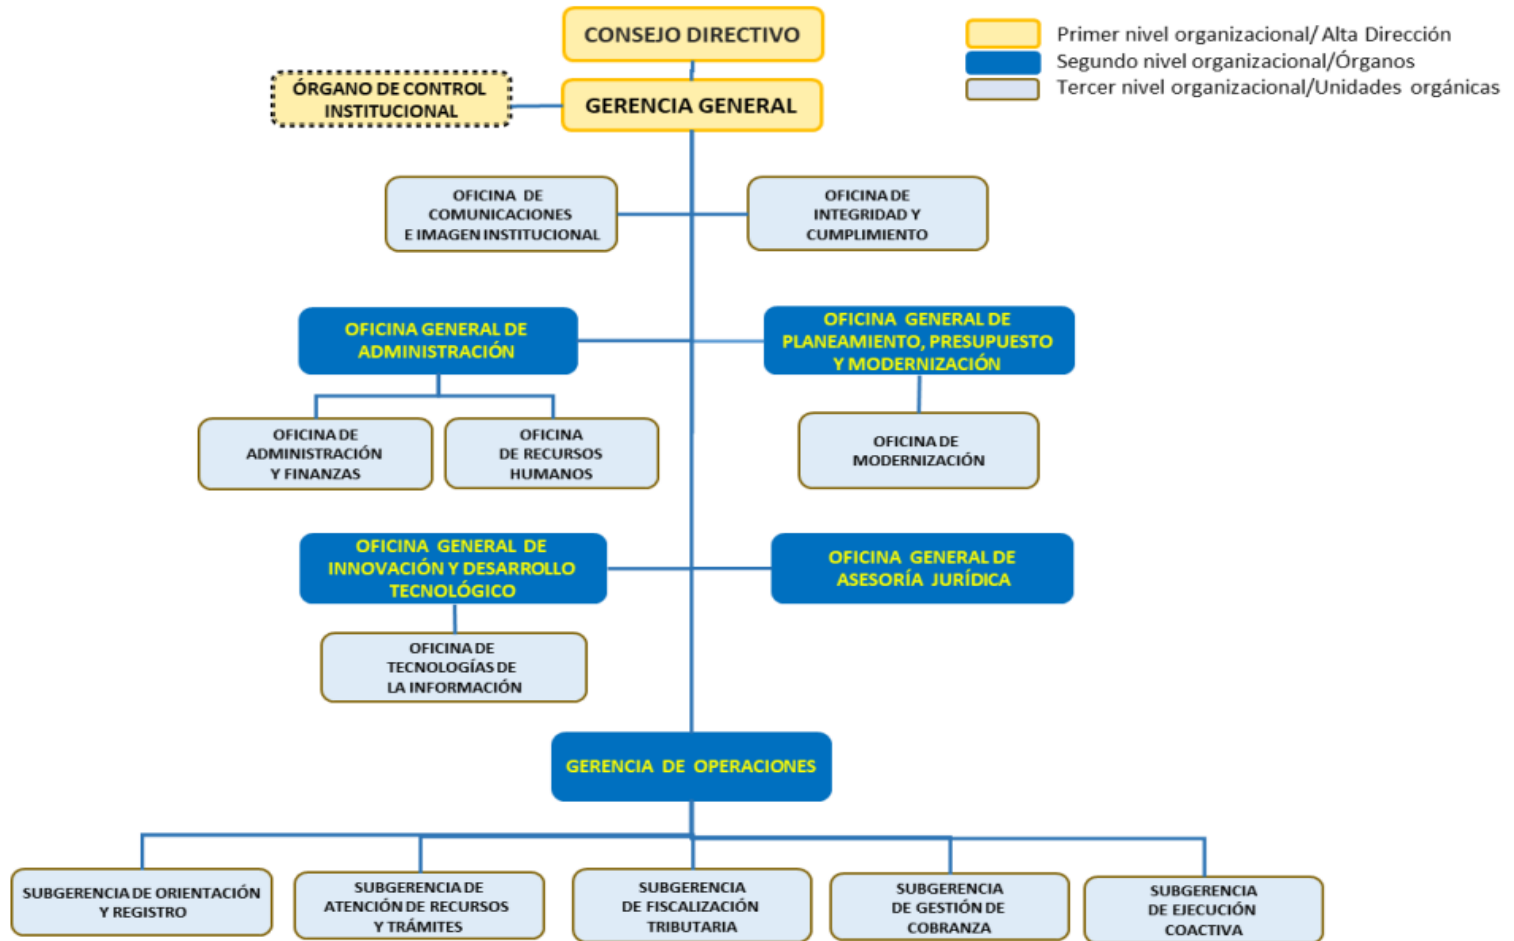 CONSEJO DIRECTIVO
Primer nivel organizacional/ Alta Dirección
Segundo nivel organizacional/Órganos
Tercer nivel organizacional/Unidades orgánicas
ÓRGANO DE CONTROL
INSTITUCIONAL
GERENCIA GENERAL
OFICINA DE
COMUNICACIONES
E IMAGEN INSTITUCIONAL
OFICINA DE
INTEGRIDAD Y
CUMPLIMIENTO
OFICINA GENERAL DE
ADMINISTRACIÓN
OFICINA GENERAL DE
PLANEAMIENTO, PRESUPUESTO
Y MODERNIZACIÓN
OFICINA DE
ADMINISTRACIÓN
Y FINANZAS
OFICINA
DE RECURSOS
HUMANOS
OFICINA DE
MODERNIZACIÓN
OFICINA GENERAL DE
INNOVACIÓN Y DESARROLLO
TECNOLÓGICO
OFICINA GENERAL DE
ASESORÍA JURÍDICA
OFICINA DE
TECNOLOGÍAS DE
LA INFORMACIÓN
GERENCIA DE OPERACIONES
SUBGERENCIA DE ORIENTACIÓN
Y REGISTRO
SUBGERENCIA DE
ATENCIÓN DE RECURSOS
Y TRÁMITES
SUBGERENCIA
DE FISCALIZACIÓN
TRIBUTARIA
SUBGERENCIA
DE GESTIÓN DE
COBRANZA
SUBGERENCIA
DE EJECUCIÓN
COACTIVA